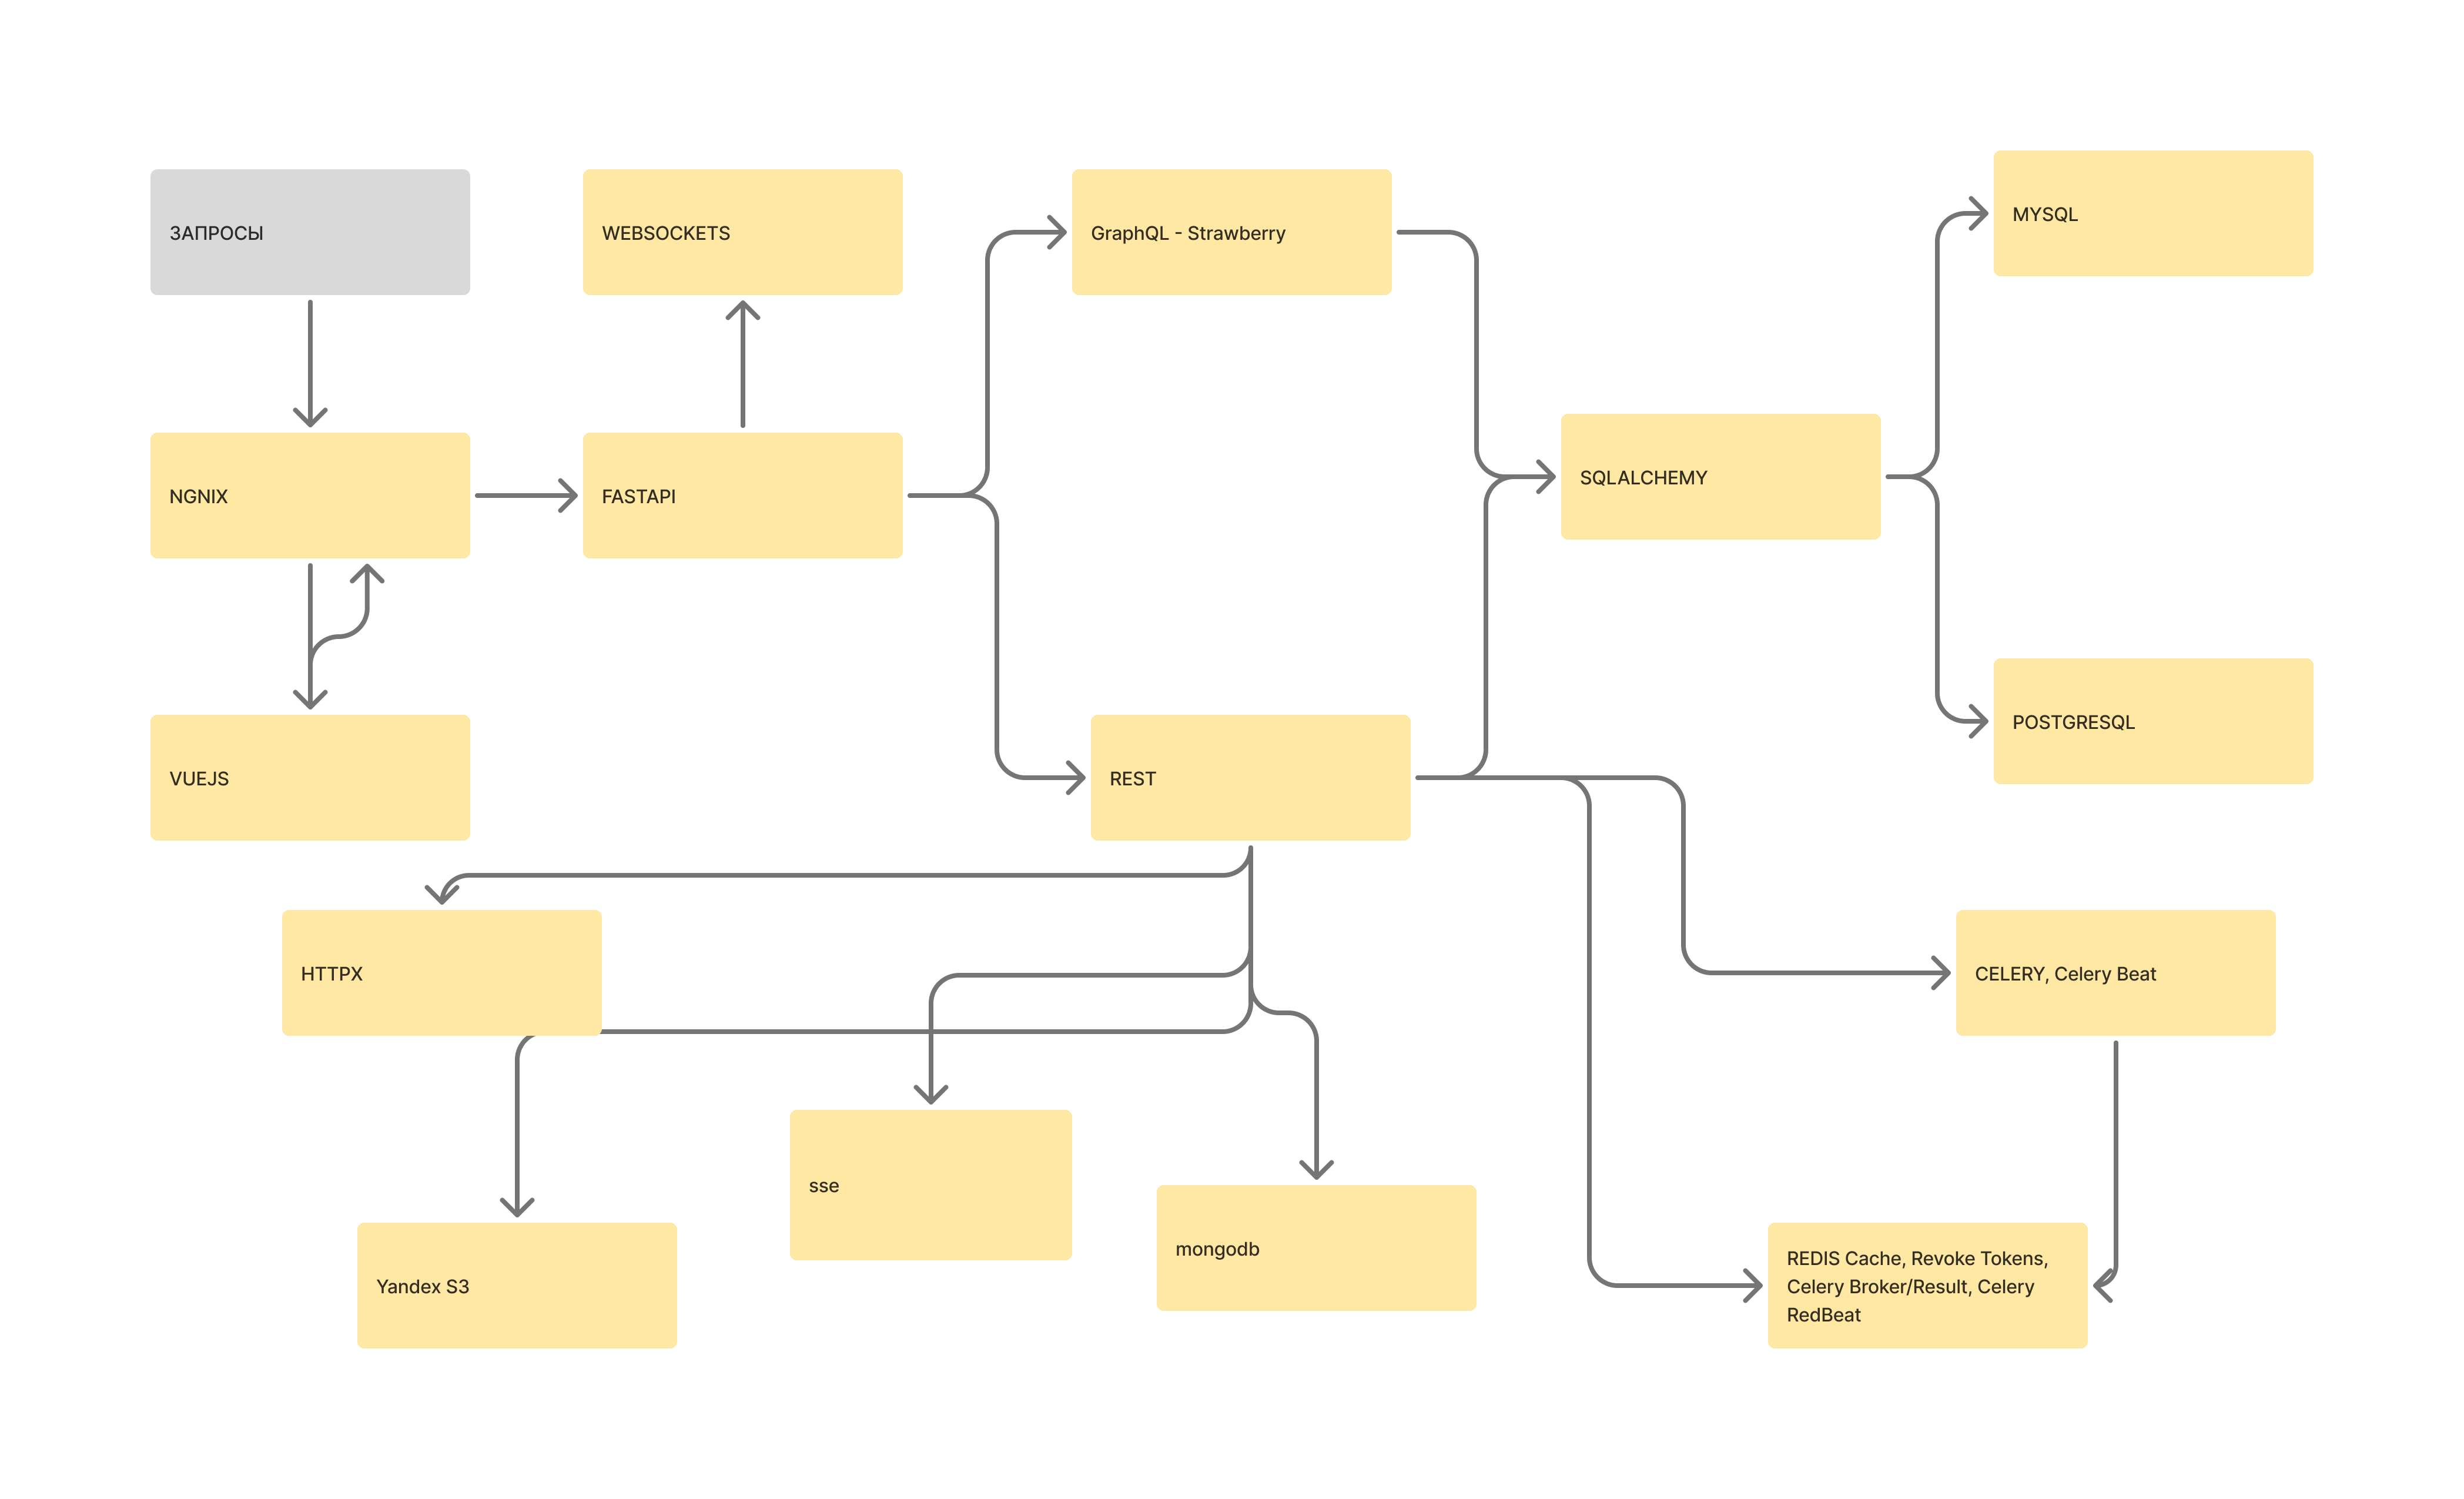 ЗАПРОСЫ
WEBSOCKETS
GraphQL - Strawberry
MYSQL
NGNIX
FASTAPI
SQLALCHEMY
POSTGRESQL
VUEJS
REST
HTTPX
CELERY, Celery Beat
sse
mongodb
Yandex S3
REDIS Cache, Revoke Tokens,
Celery Broker/Result, Celery
RedBeat